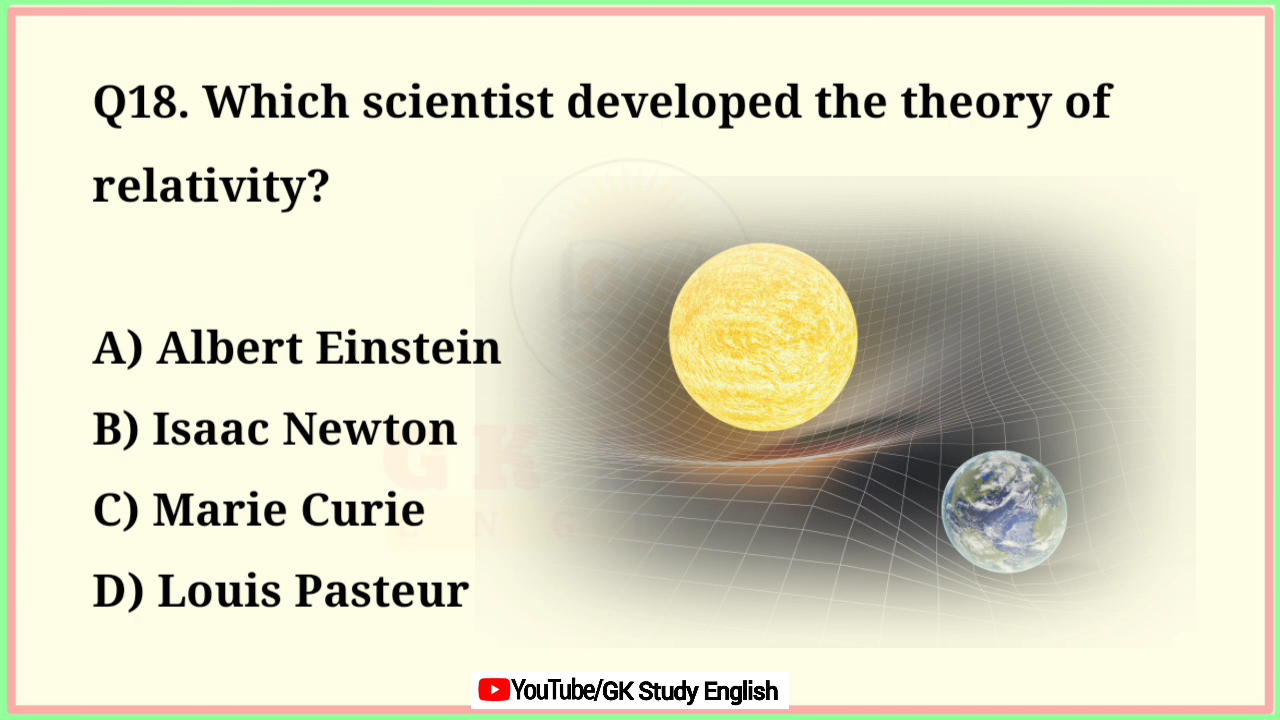 Q18. Which scientist developed the theory of
relativity?
A) Albert Einstein
B) Isaac Newton
GK
C) Marie Curie
D) Louis Pasteur
YouTube/GK Study English